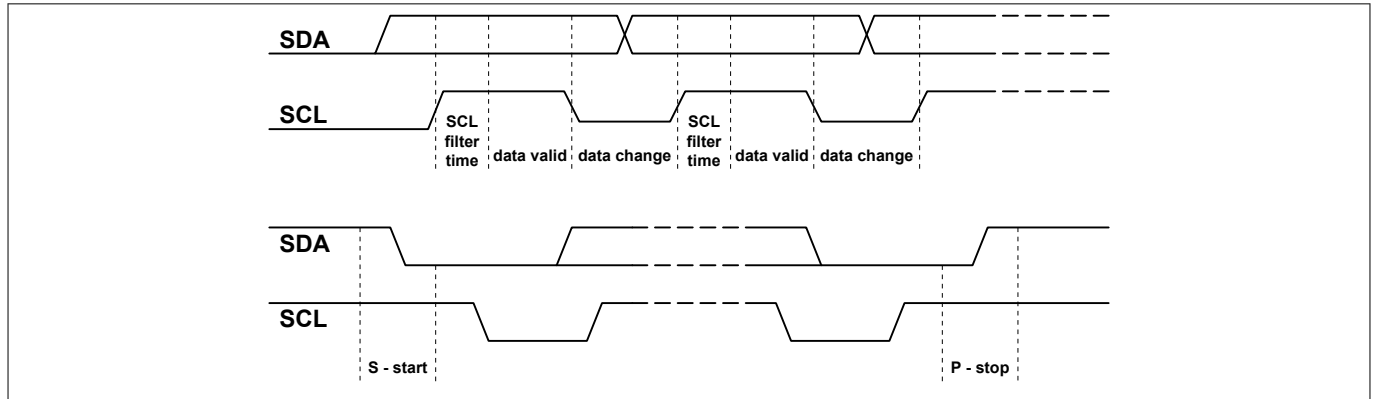 SDA
SCL
SCL
filter
time
data valid
data change
SCL
filter
time
data valid
data change
SDA
SCL
S - start
P - stop